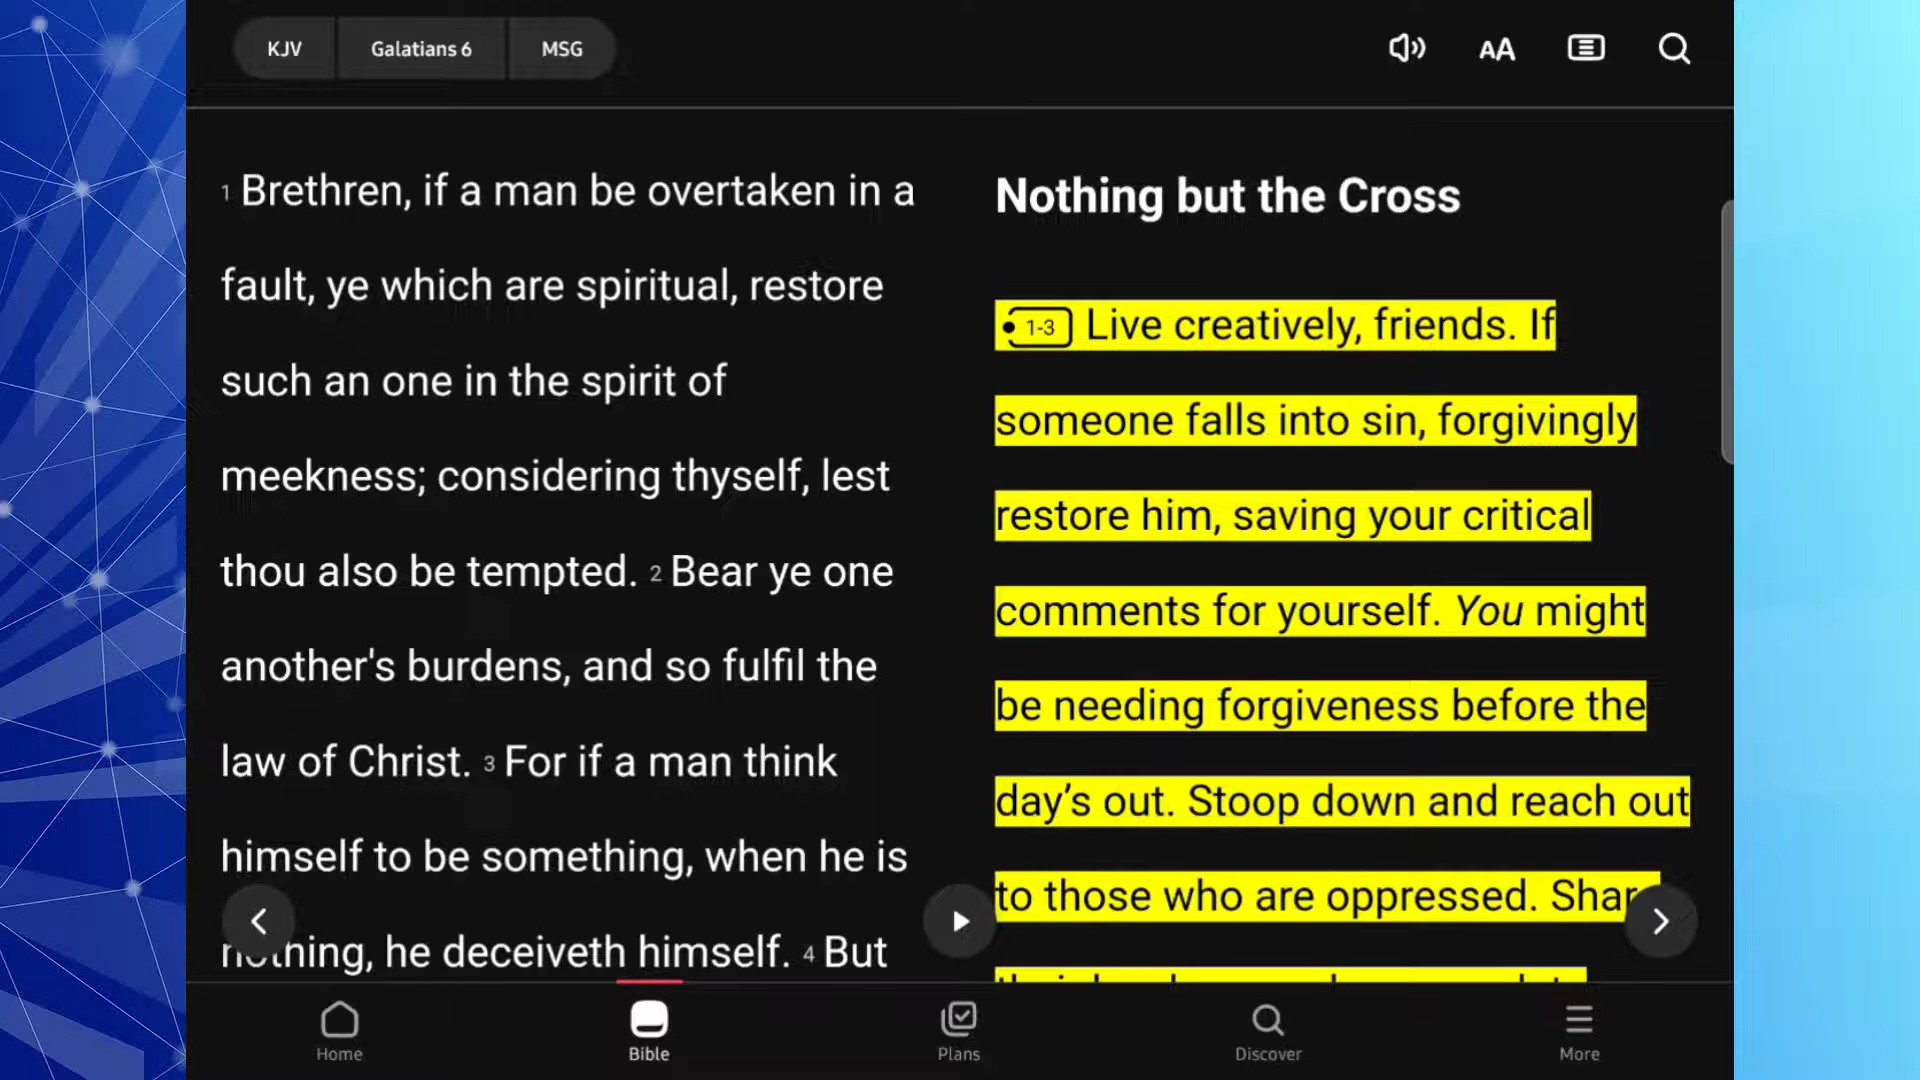 KJV Galatians 6 MSG
AA
1 Brethren, if a man be overtaken in a
fault, ye which are spiritual, restore
such an one in the spirit of
meekness; considering thyself, lest
thou also be tempted. 2 Bear ye one
another's burdens, and so fulfil the
law of Christ. 3 For if a man think
himself to be something, when he is
nothing, he deceiveth himself. 4 But
Nothing but the Cross
1-3 Live creatively, friends. If
someone falls into sin, forgivingly
restore him, saving your critical
comments for yourself. You might
be needing forgiveness before the
day’s out. Stoop down and reach out
to those who are oppressed.
Home Bible Plans Discover More